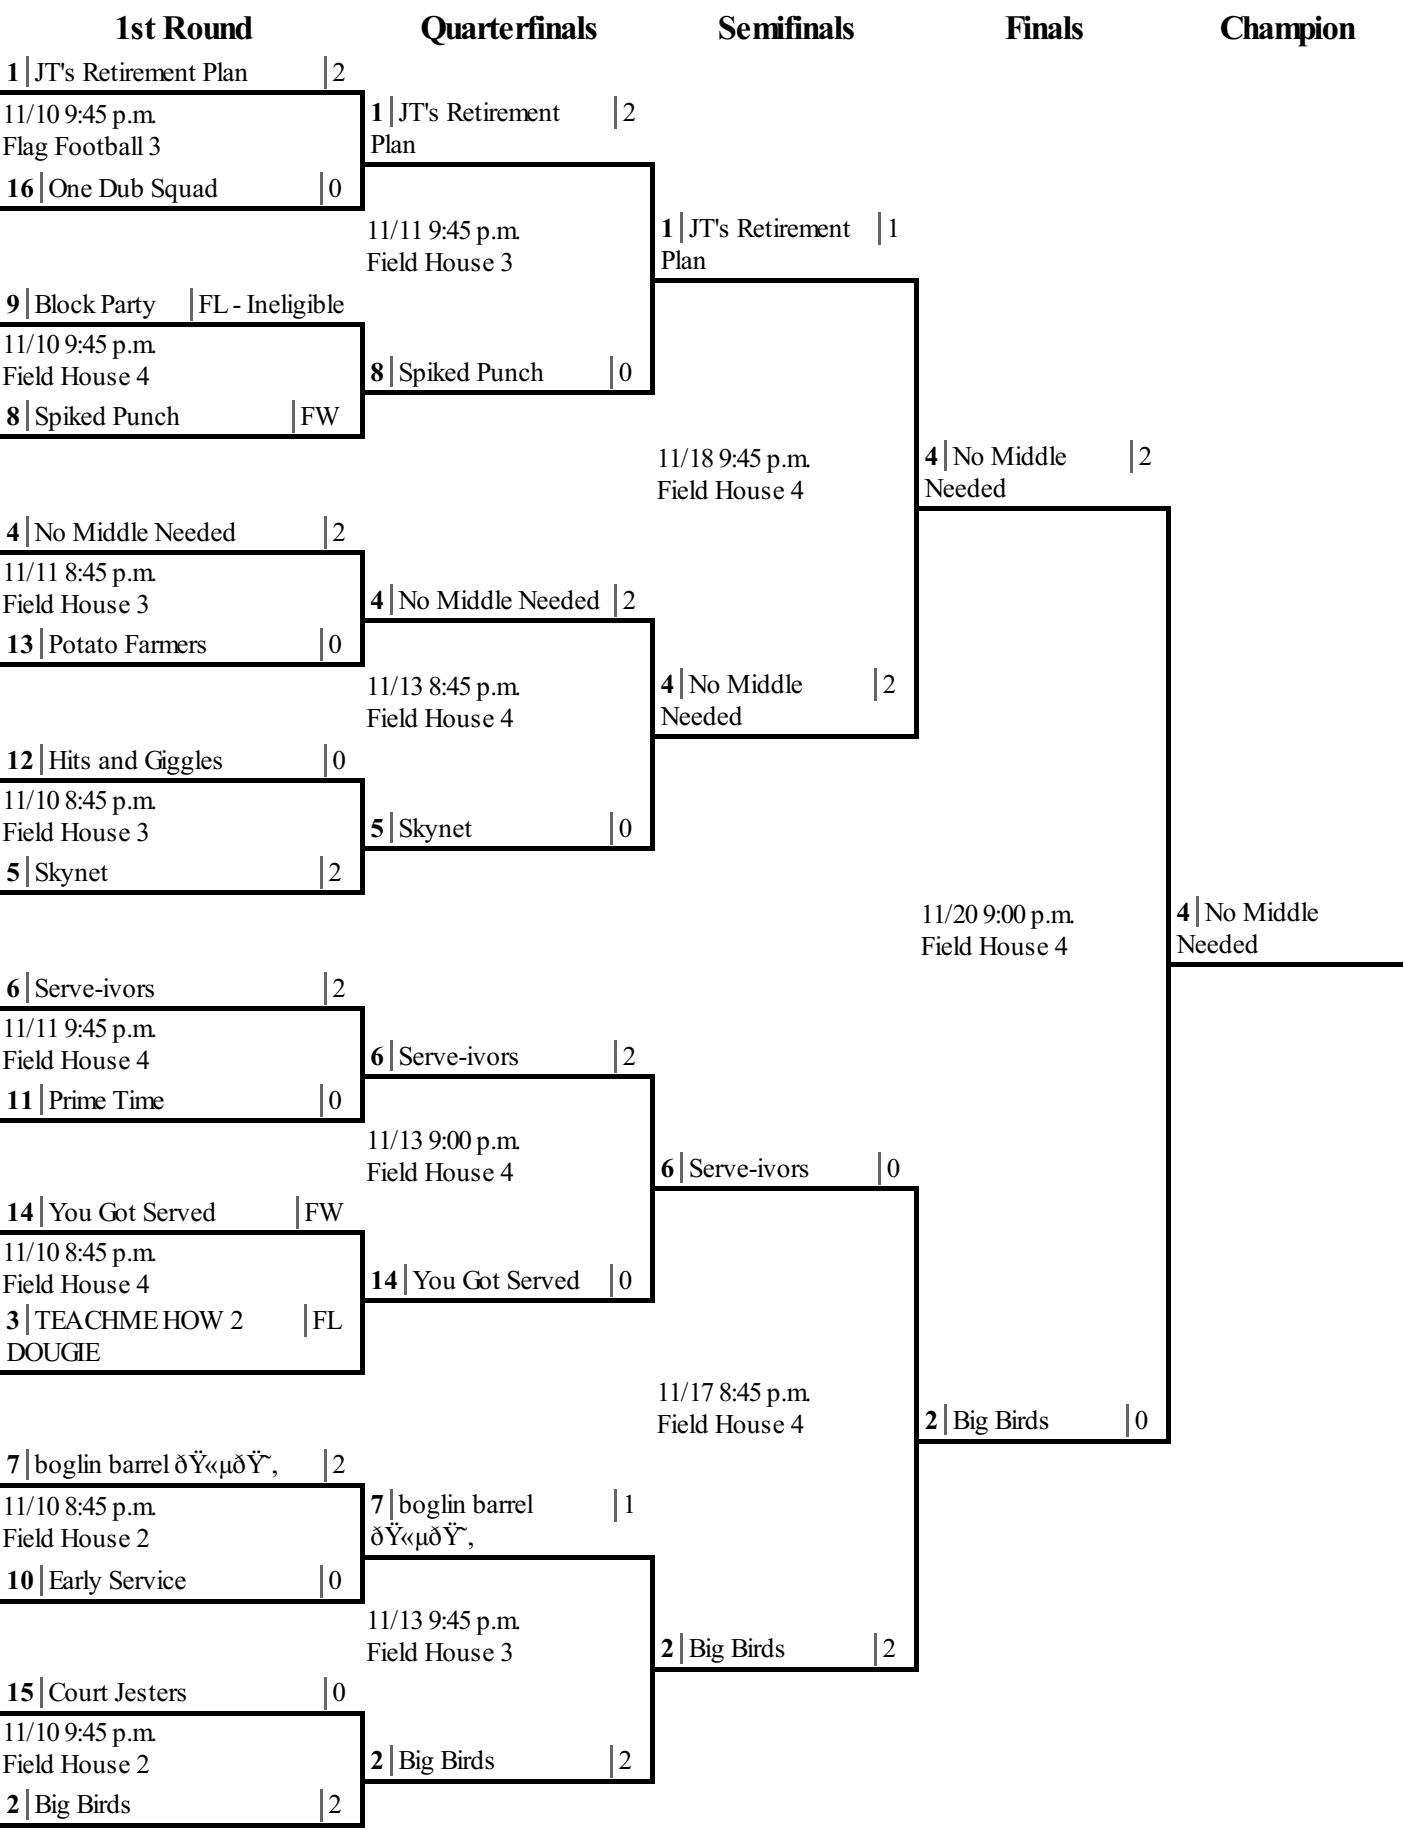 1st Round Quarterfinals Semifinals Finals Champion
1 JT's Retirement Plan 2
11/10 9:45 p.m.
Flag Football 3
16 One Dub Squad 0
9 Block Party FL - Ineligible
11/10 9:45 p.m.
Field House 4
8 Spiked Punch FW
4 No Middle Needed 2
11/11 8:45 p.m.
Field House 3
13 Potato Farmers 0
12 Hits and Giggles 0
11/10 8:45 p.m.
Field House 3
5 Skynet 2
6 Serve-ivors 2
11/11 9:45 p.m.
Field House 4
11 Prime Time 0
14 You Got Served FW
11/10 8:45 p.m.
Field House 4
3 TEACHME HOW 2 FL
DOUGIE
7 boglin barrel ðŸ«µðŸ˜‚ 2
11/10 8:45 p.m.
Field House 2
10 Early Service 0
15 Court Jesters 0
11/10 9:45 p.m.
Field House 2
2 Big Birds 2
1 JT's Retirement 2
Plan
11/11 9:45 p.m.
Field House 3
8 Spiked Punch 0
4 No Middle Needed 2
11/13 8:45 p.m.
Field House 4
5 Skynet 0
6 Serve-ivors 2
11/13 9:00 p.m.
Field House 4
14 You Got Served 0
7 boglin barrel 1
ðŸ«µðŸ˜‚
11/13 9:45 p.m.
Field House 3
2 Big Birds 2
1 JT's Retirement 1
Plan
11/18 9:45 p.m.
Field House 4
4 No Middle 2
Needed
6 Serve-ivors 0
11/17 8:45 p.m.
Field House 4
2 Big Birds 2
4 No Middle 2
Needed
11/20 9:00 p.m.
Field House 4
2 Big Birds 0
4 No Middle
Needed